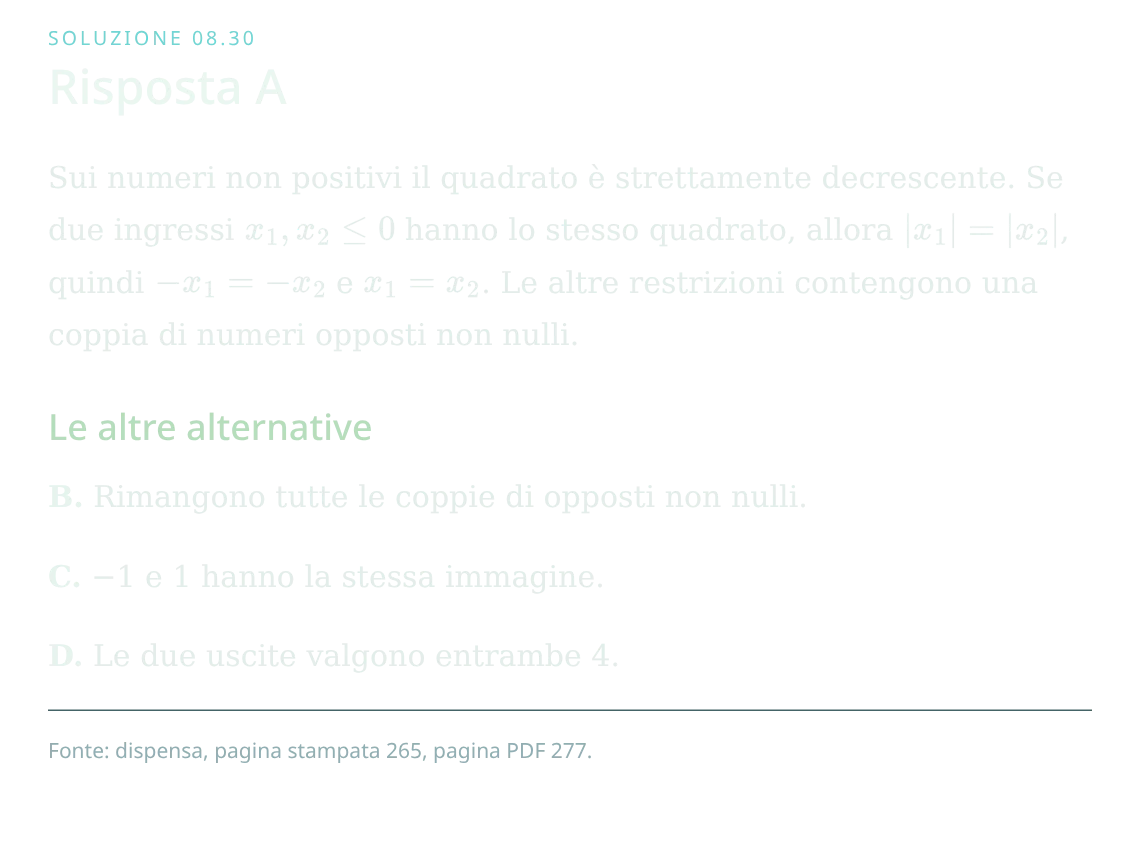 SOLUZIONE 08.30
Risposta A
Sui numeri non positivi il quadrato è strettamente decrescente. Se
due ingressi x₁, x₂ ≤ 0 hanno lo stesso quadrato, allora |x₁| = |x₂|,
quindi −x₁ = −x₂ e x₁ = x₂. Le altre restrizioni contengono una
coppia di numeri opposti non nulli.
Le altre alternative
B. Rimangono tutte le coppie di opposti non nulli.
C. −1 e 1 hanno la stessa immagine.
D. Le due uscite valgono entrambe 4.
Fonte: dispensa, pagina stampata 265, pagina PDF 277.